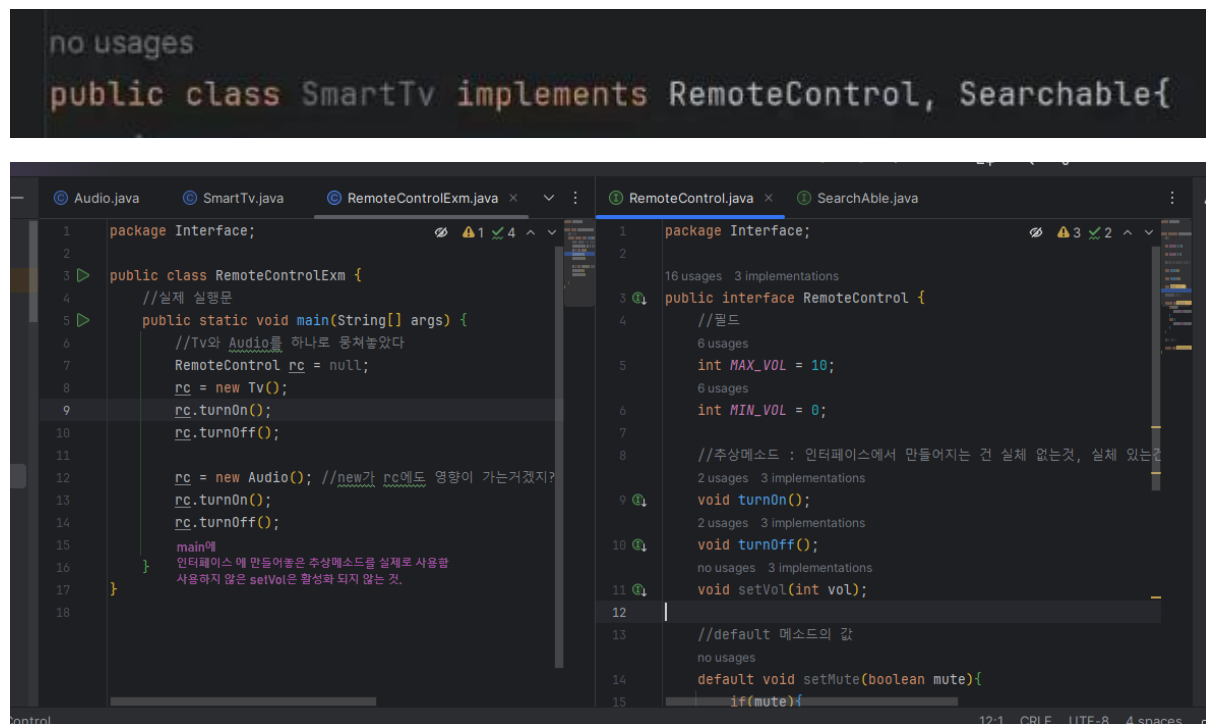 no usages
public class SmartTv implements RemoteControl, Searchable{
Audio.java SmartTv.java RemoteControlExm.java × RemoteControl.java × SearchAble.java
1 package Interface; 1 4
2
3 public class RemoteControlExm {
4 //실제 실행문
5 public static void main(String[] args) {
6 //Tv와 Audio를 하나로 뭉쳐놓았다
7 RemoteControl rc = null;
8 rc = new Tv();
9 rc.turnOn();
10 rc.turnOff();
11
12 rc = new Audio(); //new가 rc에도 영향이 가는거겠지?
13 rc.turnOn();
14 rc.turnOff();
15 main에
인터페이스 에 만들어놓은 추상메소드를 실제로 사용함
16 }
사용하지 않은 setVol은 활성화 되지 않는 것.
17 }
18
1 package Interface; 3 2
2
16 usages 3 implementations
3 public interface RemoteControl {
4 //필드
6 usages
5 int MAX_VOL = 10;
6 usages
6 int MIN_VOL = 0;
7
8 //추상메소드 : 인터페이스에서 만들어지는 건 실체 없는것, 실체 있는건
2 usages 3 implementations
9 void turnOn();
2 usages 3 implementations
10 void turnOff();
no usages 3 implementations
11 void setVol(int vol);
12
13 //default 메소드의 값
no usages
14 default void setMute(boolean mute){
15 if(mute){
Control 12:1 CRLF UTF-8 4 spaces